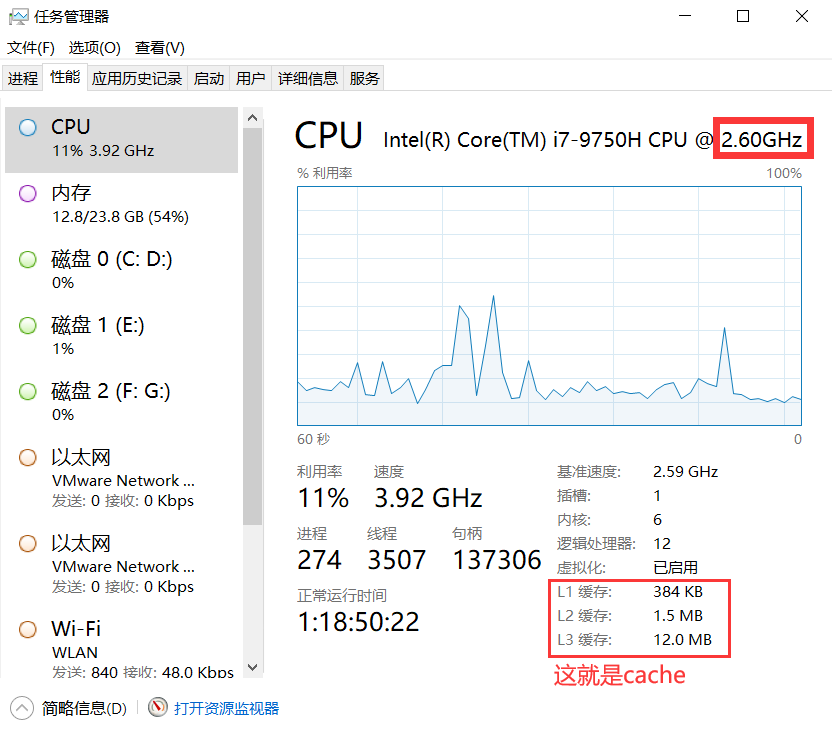 任务管理器
文件(F) 选项(O) 查看(V)
进程 性能 应用历史记录 启动 用户 详细信息 服务
CPU
11% 3.92 GHz
内存
12.8/23.8 GB (54%)
磁盘 0 (C: D:)
0%
磁盘 1 (E:)
1%
磁盘 2 (F: G:)
0%
以太网
VMware Network ...
发送: 0 接收: 0 Kbps
以太网
VMware Network ...
发送: 0 接收: 0 Kbps
Wi-Fi
WLAN
发送: 840 接收: 48.0 Kbps
CPU Intel(R) Core(TM) i7-9750H CPU @ 2.60GHz
% 利用率 100%
60 秒 0
利用率 速度
11% 3.92 GHz
进程 线程 句柄
274 3507 137306
正常运行时间
1:18:50:22
基准速度: 2.59 GHz
插槽: 1
内核: 6
逻辑处理器: 12
虚拟化: 已启用
L1 缓存: 384 KB
L2 缓存: 1.5 MB
L3 缓存: 12.0 MB
这就是cache
简略信息(D) 打开资源监视器